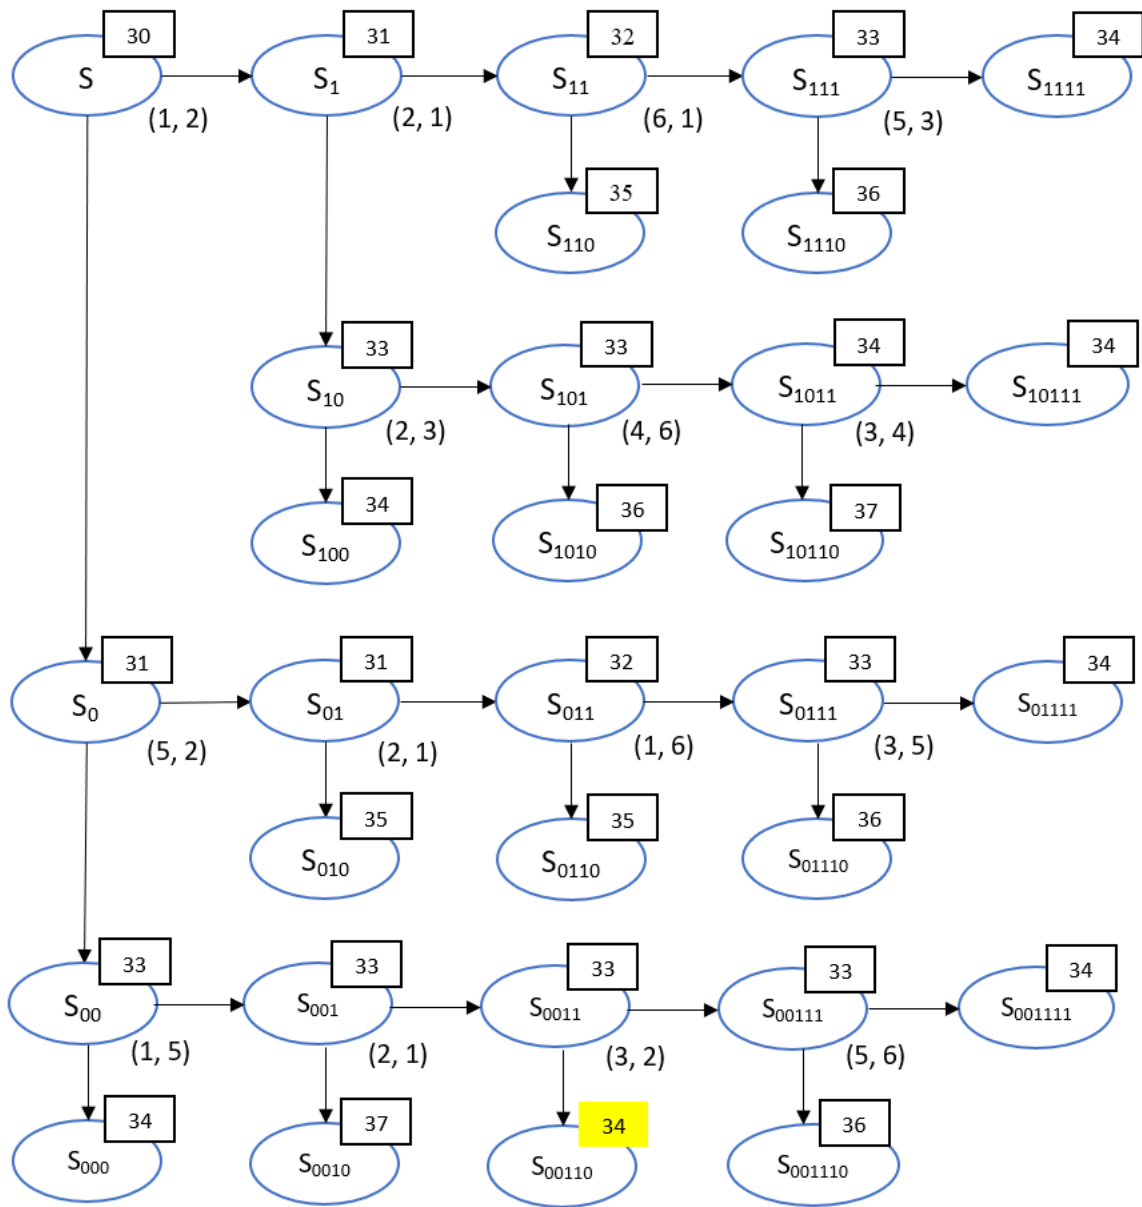 30 31 32 33 34
S S₁ S₁₁ S₁₁₁ S₁₁₁₁
(1, 2) (2, 1) (6, 1) (5, 3)
35 36
S₁₁₀ S₁₁₁₀
33 33 34 34
S₁₀ S₁₀₁ S₁₀₁₁ S₁₀₁₁₁
(2, 3) (4, 6) (3, 4)
34 36 37
S₁₀₀ S₁₀₁₀ S₁₀₁₁₀
31 31 32 33 34
S₀ S₀₁ S₀₁₁ S₀₁₁₁ S₀₁₁₁₁
(5, 2) (2, 1) (1, 6) (3, 5)
35 35 36
S₀₁₀ S₀₁₁₀ S₀₁₁₁₀
33 33 33 33 34
S₀₀ S₀₀₁ S₀₀₁₁ S₀₀₁₁₁ S₀₀₁₁₁₁
(1, 5) (2, 1) (3, 2) (5, 6)
34 37 34 36
S₀₀₀ S₀₀₁₀ S₀₀₁₁₀ S₀₀₁₁₁₀